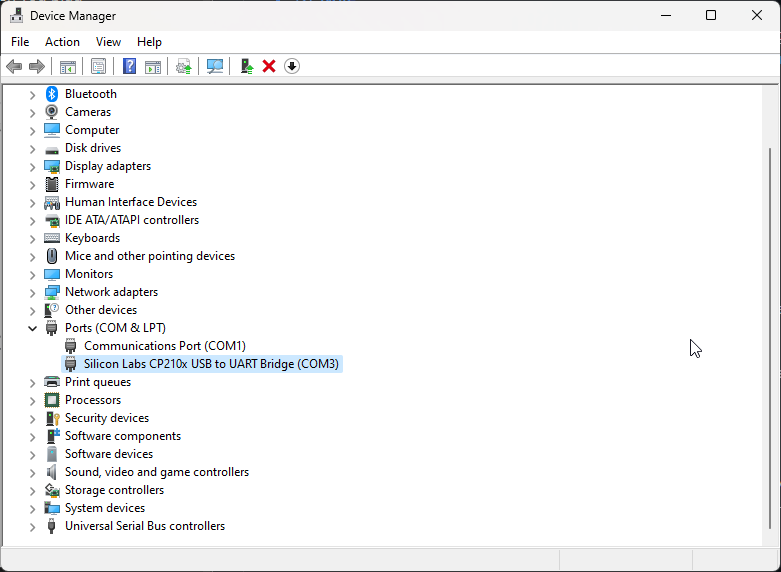 Device Manager
File Action View Help
Bluetooth
Cameras
Computer
Disk drives
Display adapters
Firmware
Human Interface Devices
IDE ATA/ATAPI controllers
Keyboards
Mice and other pointing devices
Monitors
Network adapters
Other devices
Ports (COM & LPT)
Communications Port (COM1)
Silicon Labs CP210x USB to UART Bridge (COM3)
Print queues
Processors
Security devices
Software components
Software devices
Sound, video and game controllers
Storage controllers
System devices
Universal Serial Bus controllers